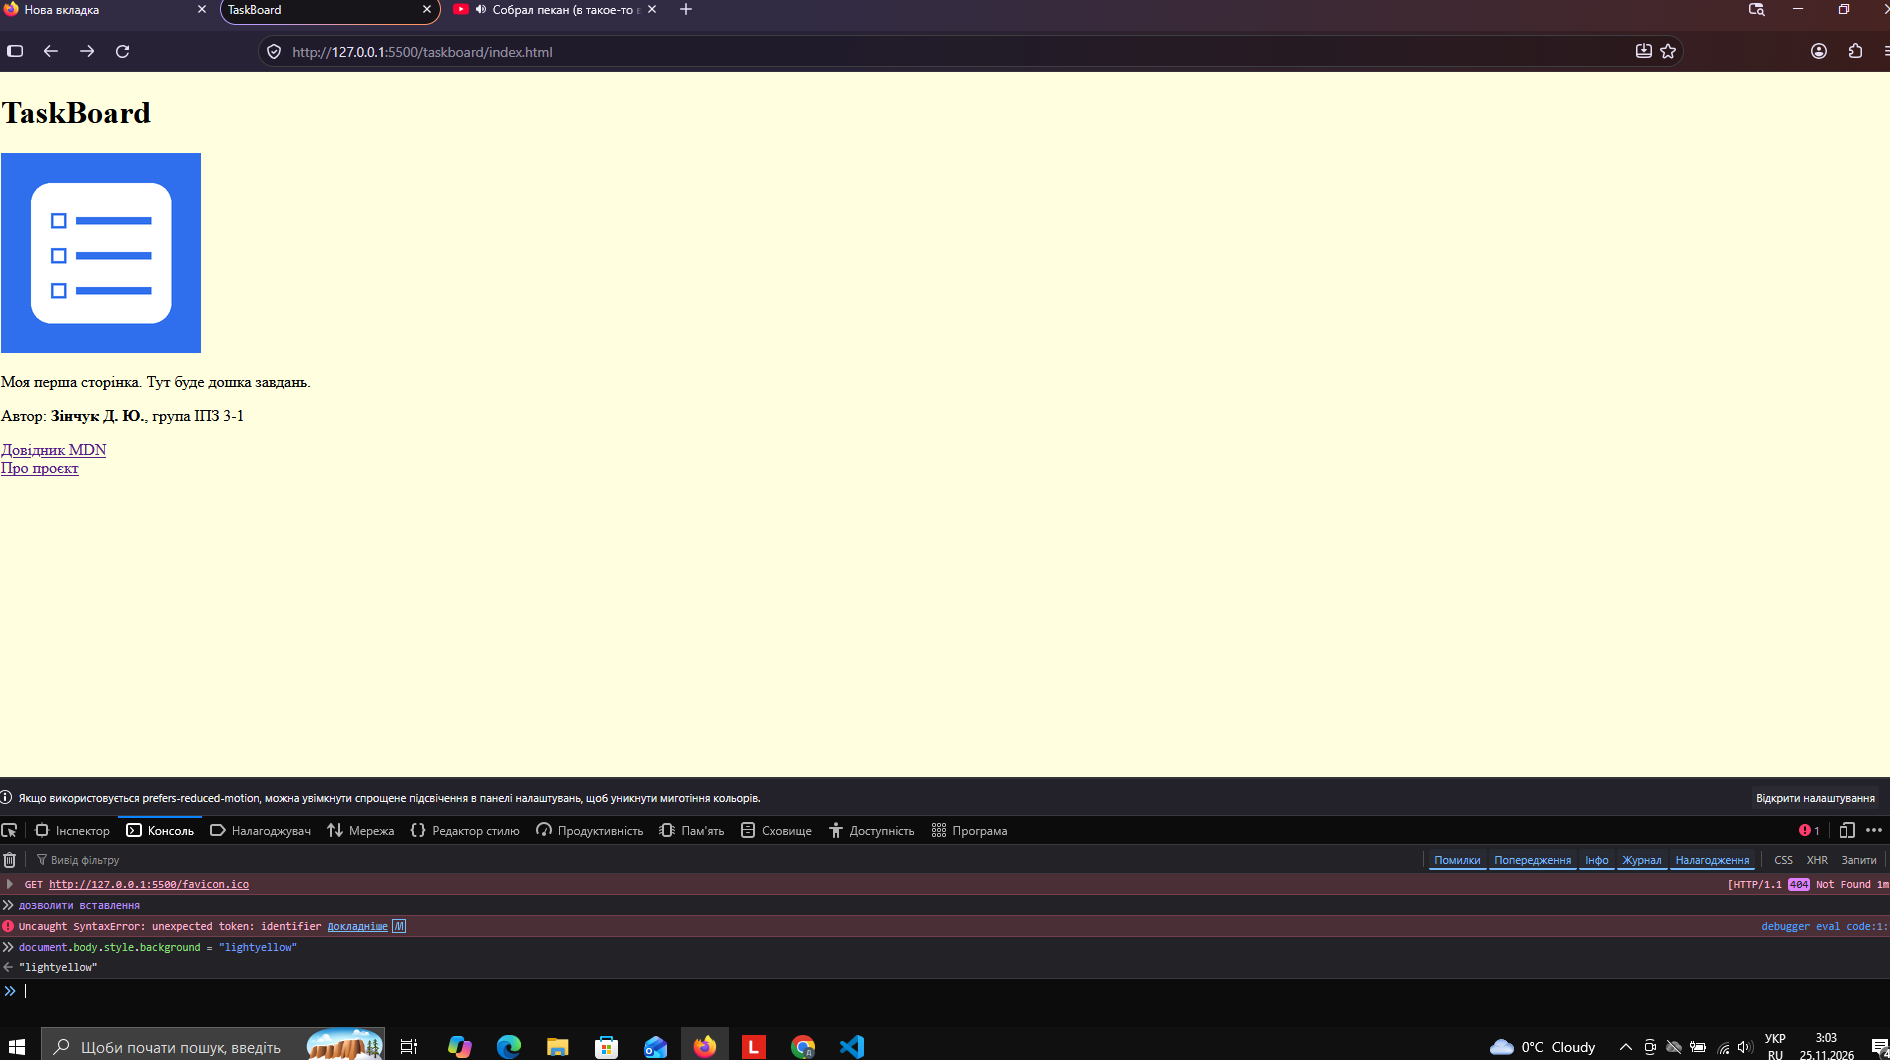 Нова вкладка
TaskBoard
Собрал пекан (в такое-то
http://127.0.0.1:5500/taskboard/index.html
TaskBoard
Моя перша сторінка. Тут буде дошка завдань.
Автор: Зінчук Д. Ю., група ІПЗ 3-1
Довідник MDN
Про проєкт
Якщо використовується prefers-reduced-motion, можна увімкнути спрощене підсвічення в панелі налаштувань, щоб уникнути миготіння кольорів.
Відкрити налаштування
Інспектор Консоль Налагоджувач Мережа Редактор стилю Продуктивність Пам'ять Сховище Доступність Програма 1
Вивід фільтру Помилки Попередження Інфо Журнал Налагодження CSS XHR Запити
GET http://127.0.0.1:5500/favicon.ico [HTTP/1.1 404 Not Found 1m
дозволити вставлення
Uncaught SyntaxError: unexpected token: identifier Докладніше debugger eval code:1:
document.body.style.background = "lightyellow"
"lightyellow"
Щоби почати пошук, введіть
L
0°C Cloudy
УКР
RU
3:03
25.11.2026